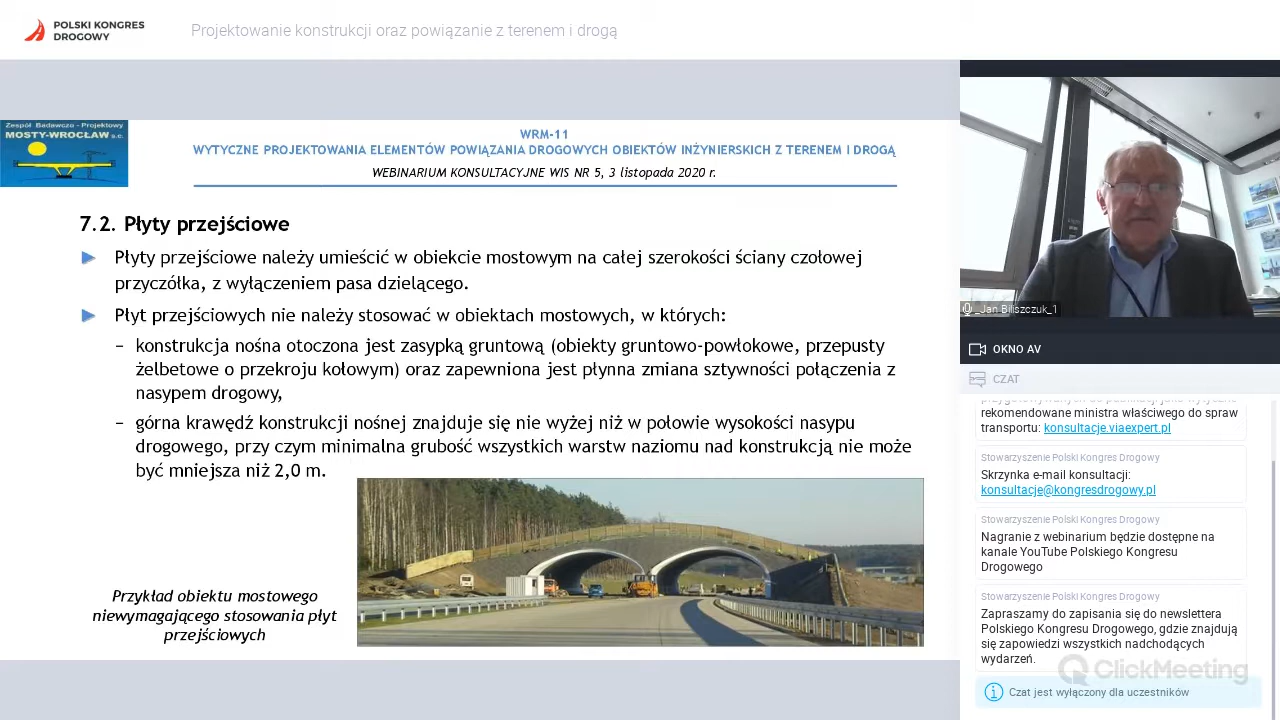 POLSKI KONGRES
DROGOWY
Projektowanie konstrukcji oraz powiązanie z terenem i drogą
Zespół Badawczo - Projektowy
MOSTY-WROCŁAW s.c.
WRM-11
WYTYCZNE PROJEKTOWANIA ELEMENTÓW POWIĄZANIA DROGOWYCH OBIEKTÓW INŻYNIERSKICH Z TERENEM I DROGĄ
WEBINARIUM KONSULTACYJNE WIS NR 5, 3 listopada 2020 r.
7.2. Płyty przejściowe
Płyty przejściowe należy umieścić w obiekcie mostowym na całej szerokości ściany czołowej
przyczółka, z wyłączeniem pasa dzielącego.
Płyt przejściowych nie należy stosować w obiektach mostowych, w których:
– konstrukcja nośna otoczona jest zasypką gruntową (obiekty gruntowo-powłokowe, przepusty
żelbetowe o przekroju kołowym) oraz zapewniona jest płynna zmiana sztywności połączenia z
nasypem drogowy,
– górna krawędź konstrukcji nośnej znajduje się nie wyżej niż w połowie wysokości nasypu
drogowego, przy czym minimalna grubość wszystkich warstw naziomu nad konstrukcją nie może
być mniejsza niż 2,0 m.
Przykład obiektu mostowego
niewymagającego stosowania płyt
przejściowych
_Jan Biliszczuk_1
OKNO AV
CZAT
przygotowywanych do publikacji jako wytyczne
rekomendowane ministra właściwego do spraw
transportu: konsultacje.viaexpert.pl
Stowarzyszenie Polski Kongres Drogowy
Skrzynka e-mail konsultacji:
konsultacje@kongresdrogowy.pl
Stowarzyszenie Polski Kongres Drogowy
Nagranie z webinarium będzie dostępne na
kanale YouTube Polskiego Kongresu
Drogowego
Stowarzyszenie Polski Kongres Drogowy
Zapraszamy do zapisania się do newslettera
Polskiego Kongresu Drogowego, gdzie znajdują
się zapowiedzi wszystkich nadchodzących
wydarzeń.
ClickMeeting
Czat jest wyłączony dla uczestników